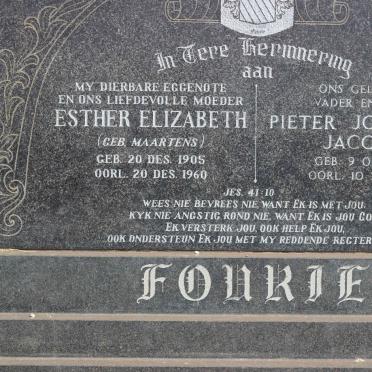 In Tere Herinnering
aan
MY DIERBARE EGGENOTE
EN ONS LIEFDEVOLLE MOEDER
ESTHER ELIZABETH
(GEB. MAARTENS)
GEB. 20 DES. 1905
OORL. 20 DES. 1960
ONS GEL
VADER EN
PIETER JO
JACO
GEB. 9 O
OORL. 10
JES. 41:10
WEES NIE BEVREES NIE, WANT EK IS MET JOU,
KYK NIE ANGSTIG ROND NIE, WANT EK IS JOU GO
EK VERSTERK JOU, OOK HELP EK JOU,
OOK ONDERSTEUN EK JOU MET MY REDDENDE REGTER
FOURIE